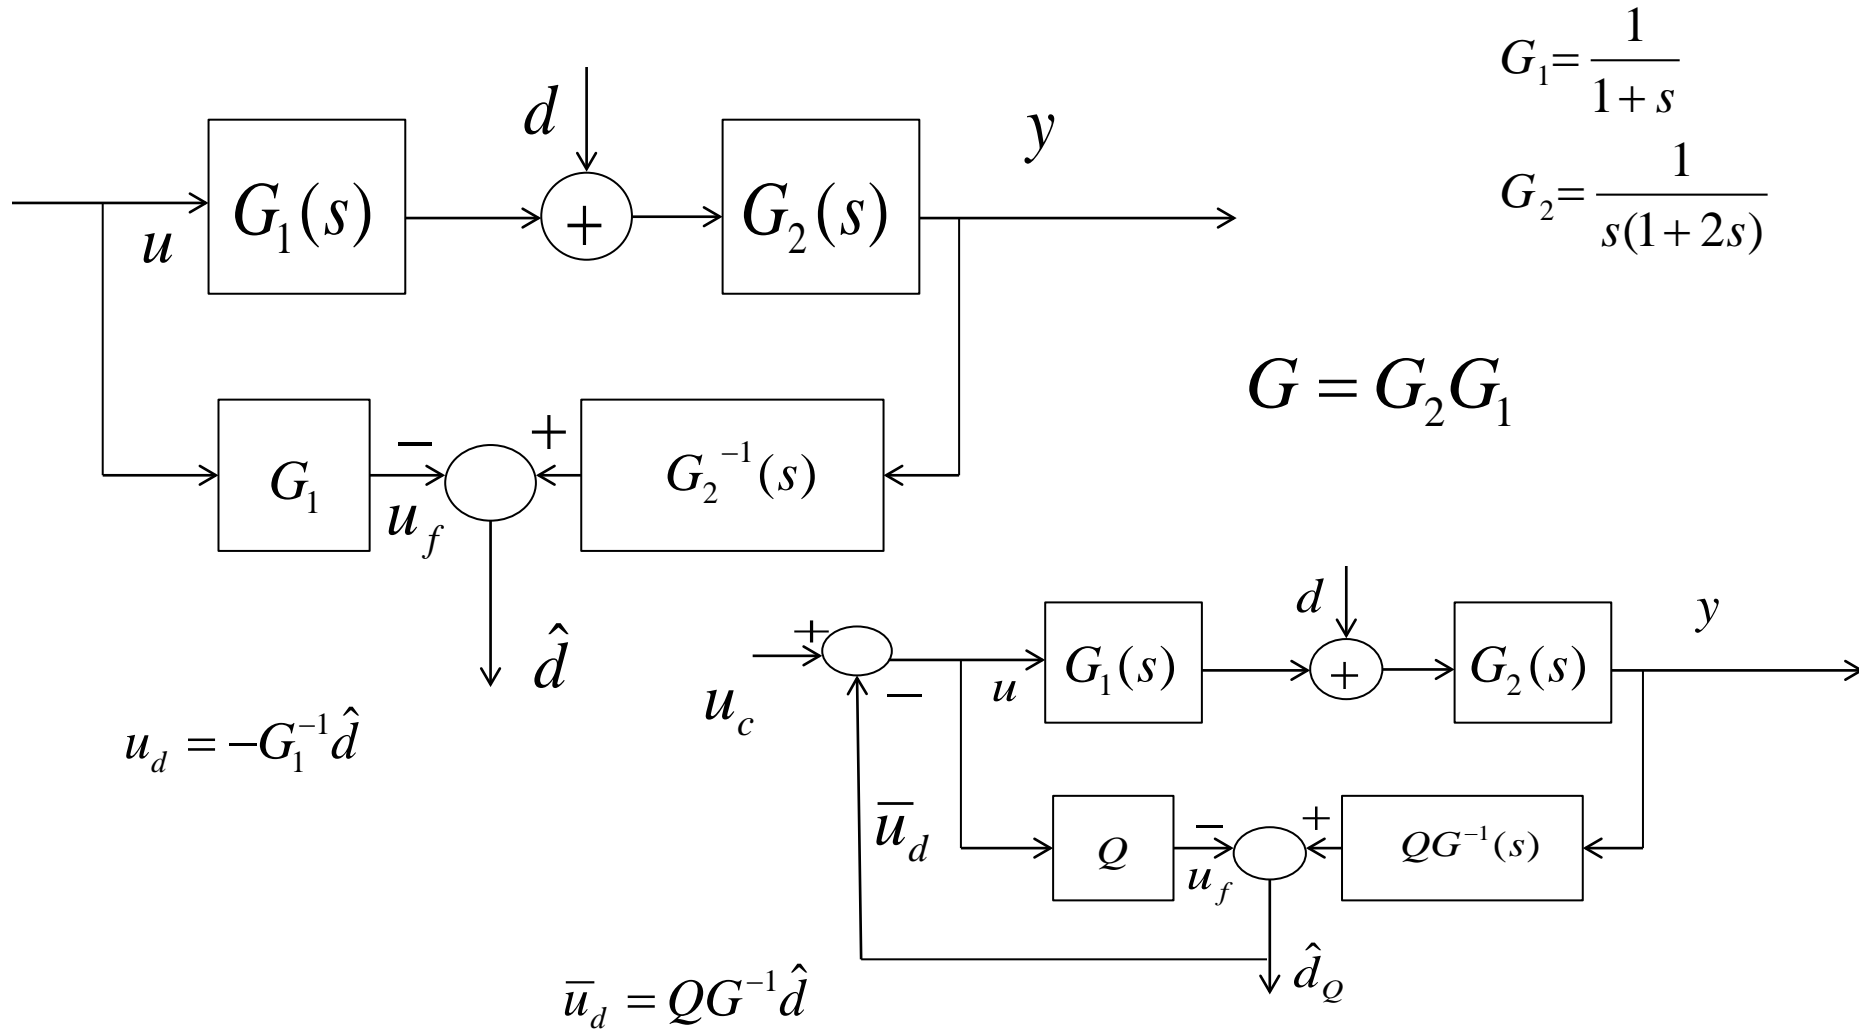 G₁(s)
d
+
G₂(s)
y
u
G₁ = 1/(1 + s)
G₂ = 1/(s(1 + 2s))
G = G₂G₁
G₁
−
u_f
+
G₂⁻¹(s)
d̂
u_d = −G₁⁻¹d̂
+
u_c
−
u
G₁(s)
d
+
G₂(s)
y
ū_d
Q
−
u_f
+
QG⁻¹(s)
d̂_Q
ū_d = QG⁻¹d̂